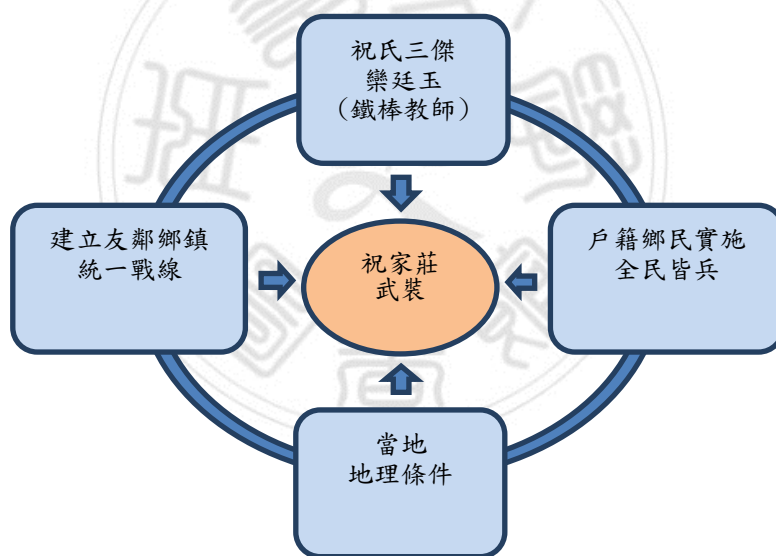 祝氏三傑
欒廷玉
（鐵棒教師）
建立友鄰鄉鎮
統一戰線
祝家莊
武裝
戶籍鄉民實施
全民皆兵
當地
地理條件